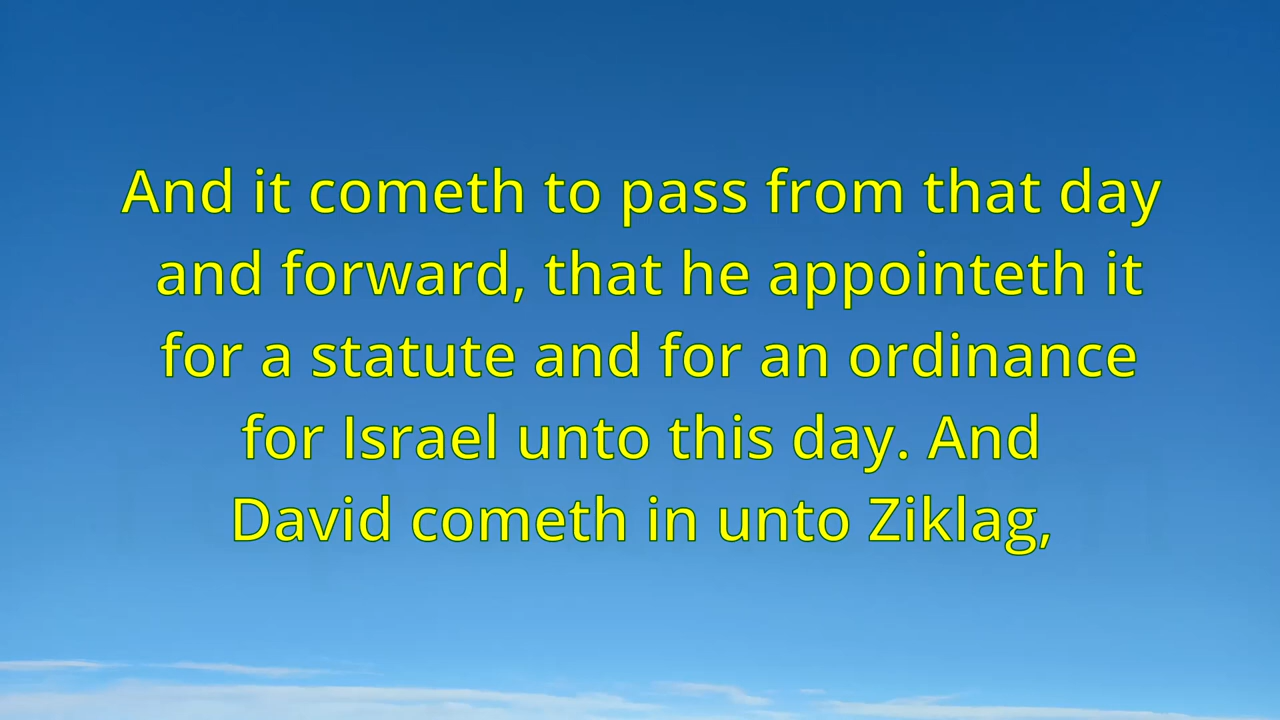 And it cometh to pass from that day
and forward, that he appointeth it
for a statute and for an ordinance
for Israel unto this day. And
David cometh in unto Ziklag,